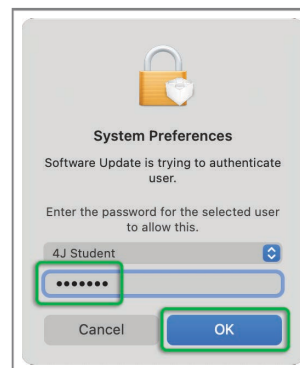 System Preferences
Software Update is trying to authenticate
user.
Enter the password for the selected user
to allow this.
4J Student
•••••••
Cancel
OK